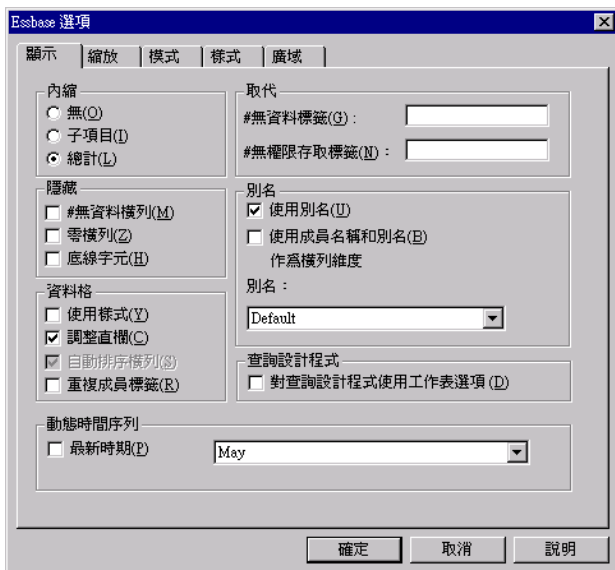 Essbase 選項
顯示 縮放 模式 樣式 廣域
內縮
無(O)
子項目(I)
總計(L)
隱藏
#無資料橫列(M)
零橫列(Z)
底線字元(H)
資料格
使用樣式(Y)
調整直欄(C)
自動排序橫列(S)
重複成員標籤(R)
取代
#無資料標籤(G)：
#無權限存取標籤(N)：
別名
使用別名(U)
使用成員名稱和別名(B)
作爲橫列維度
別名：
Default
查詢設計程式
對查詢設計程式使用工作表選項(D)
動態時間序列
最新時期(P) May
確定 取消 說明